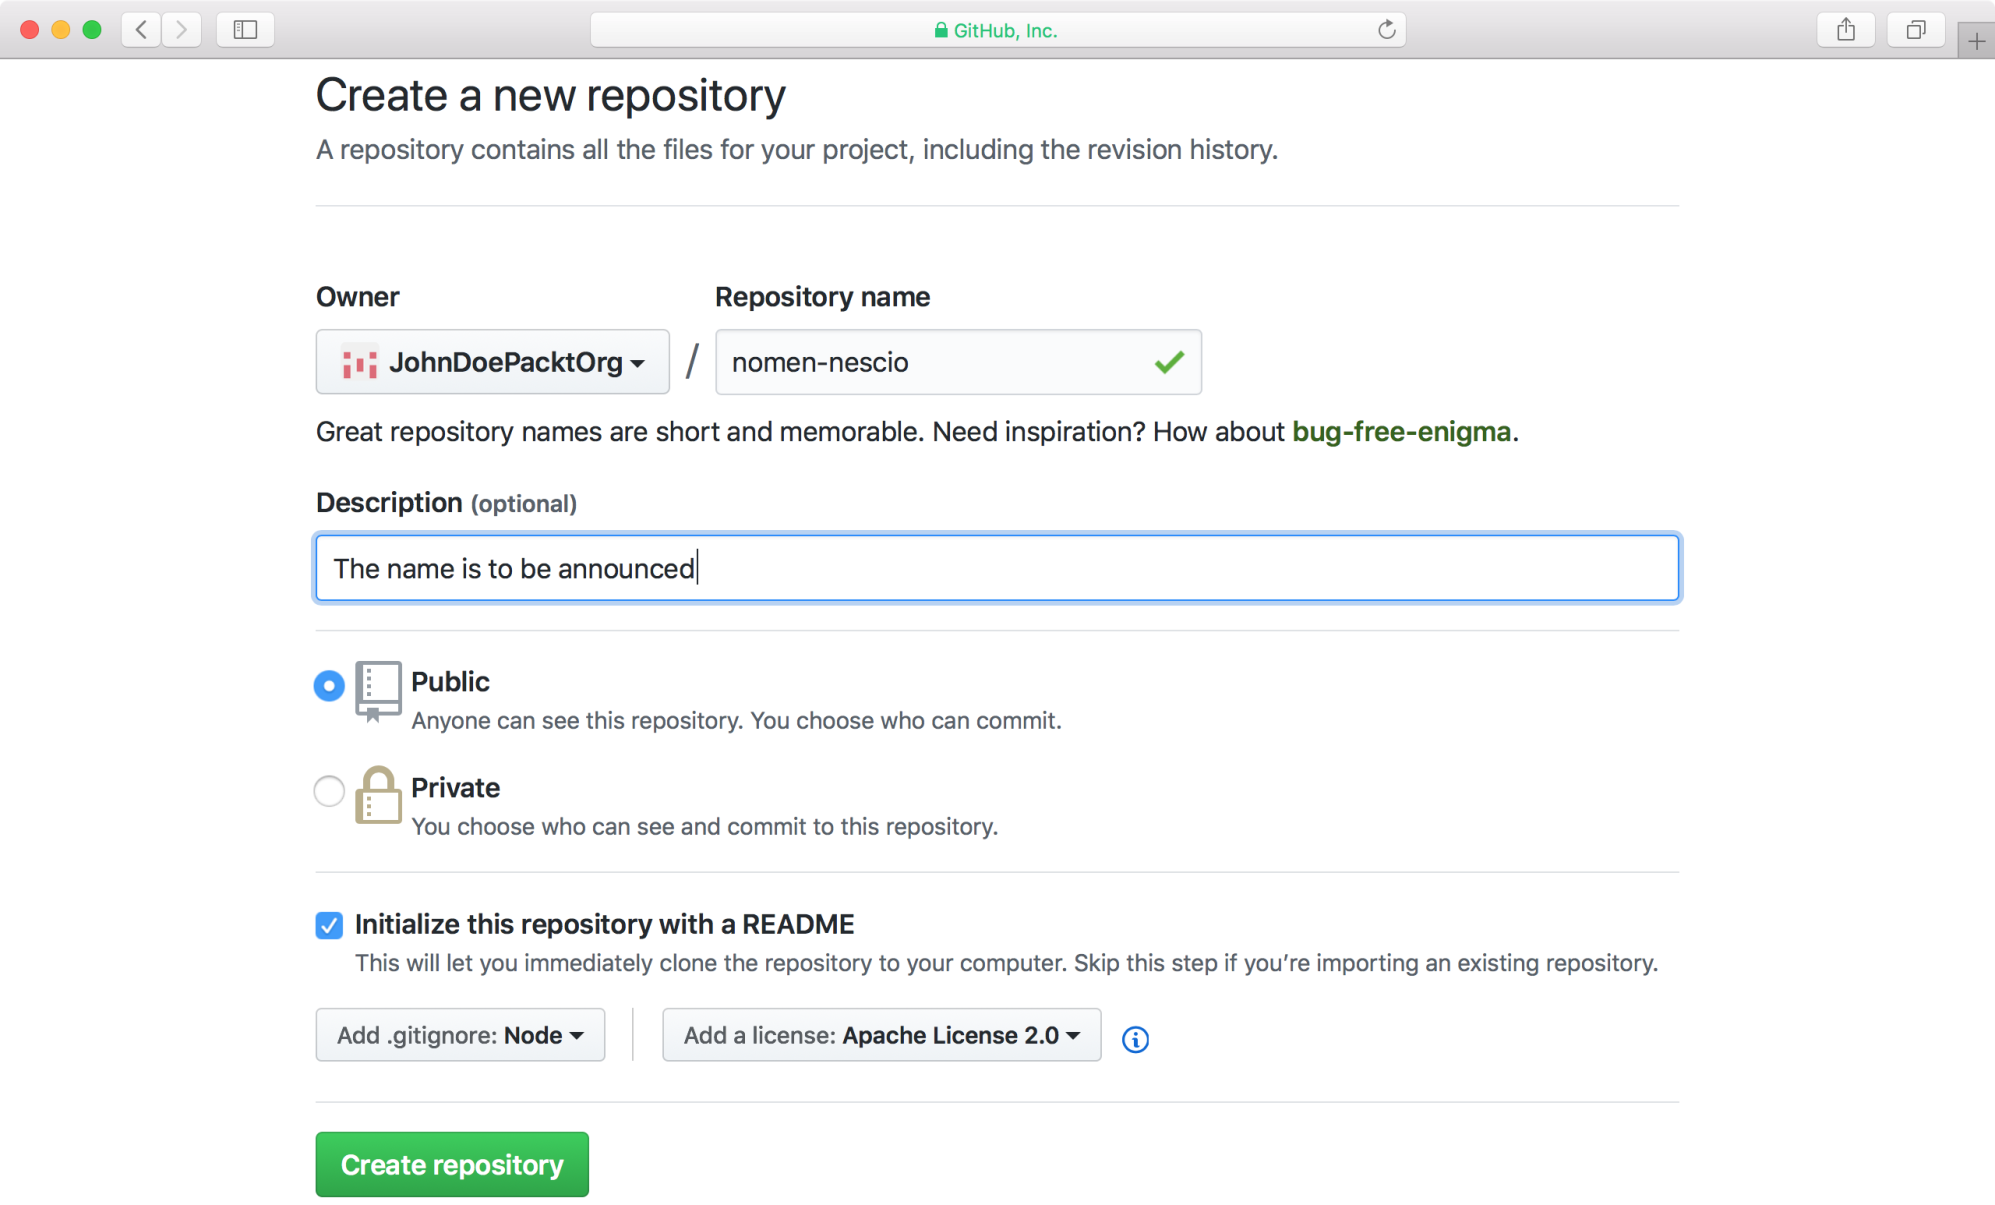 GitHub, Inc.
Create a new repository
A repository contains all the files for your project, including the revision history.
Owner
Repository name
JohnDoePacktOrg / nomen-nescio
Great repository names are short and memorable. Need inspiration? How about bug-free-enigma.
Description (optional)
The name is to be announced
Public
Anyone can see this repository. You choose who can commit.
Private
You choose who can see and commit to this repository.
Initialize this repository with a README
This will let you immediately clone the repository to your computer. Skip this step if you’re importing an existing repository.
Add .gitignore: Node
Add a license: Apache License 2.0
Create repository